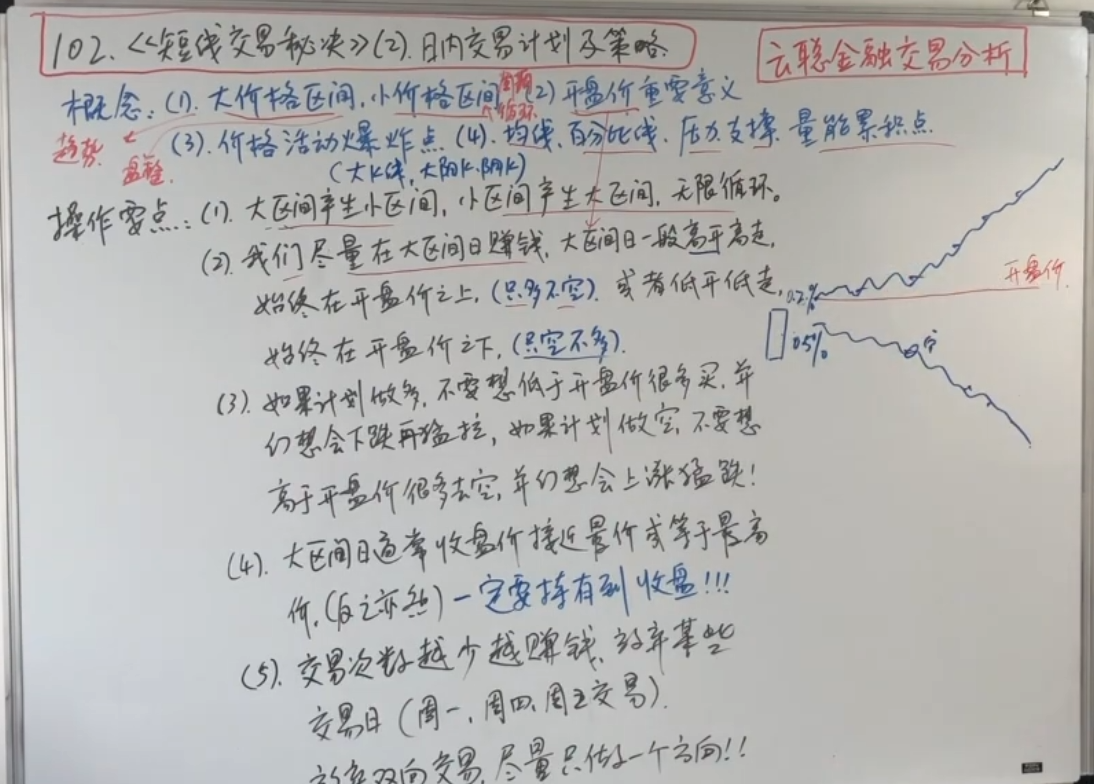 102.《短线交易秘决》(2).日内交易计划及策略.
云聪金融交易分析
概念:(1).大价格区间,小价格区间 周期循环 (2)开盘价重要意义
趋势 盘整.
(3).价格活动爆炸点 (4).均线.百分比线.压力支撑.量能累积点
(大K线,大阳K.阴K)
操作要点:(1).大区间产生小区间,小区间产生大区间,无限循环。
(2).我们尽量在大区间日赚钱,大区间日一般高开高走,
始终在开盘价之上,(只多不空).或者低开低走,
始终在开盘价之下,(只空不多).
0.2%
开盘价.
0.5%
空
(3).如果计划做多,不要想低于开盘价很多买,并
幻想会下跌再猛拉,如果计划做空,不要想
高于开盘价很多去空,并幻想会上涨猛跌!
(4).大区间日通常收盘价接近最价或等于最高
价.(反之亦然)一定要持有到收盘!!!
(5).交易次数越少越赚钱,放弃某些
交易日(周一,周四,周五交易).
放弃双向交易,尽量只做一个方向!!